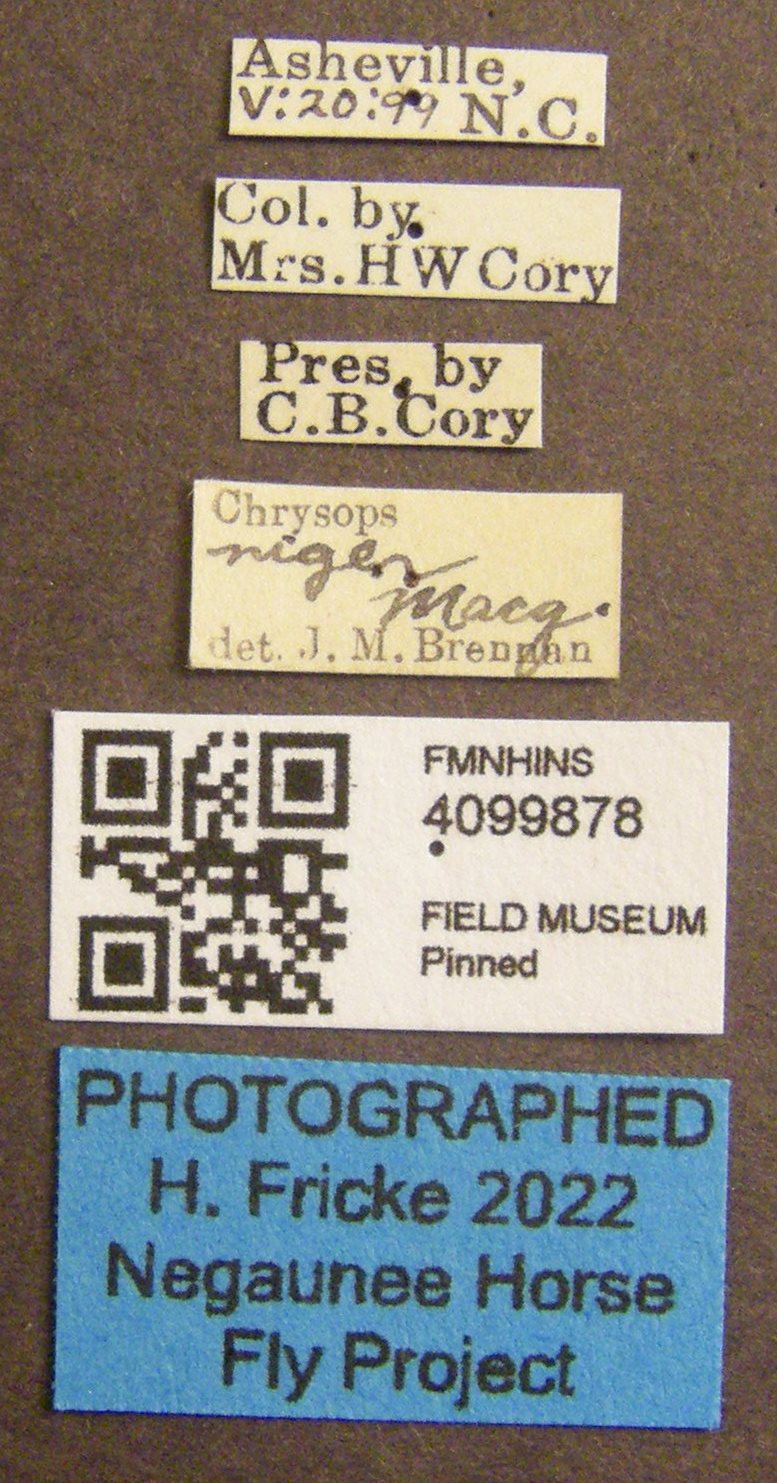 Asheville,
V:20:99 N.C.
Col. by
Mrs. H W Cory
Pres. by
C.B. Cory
Chrysops
niger
Macq.
det. J. M. Brennan
FMNHINS
4099878
FIELD MUSEUM
Pinned
PHOTOGRAPHED
H. Fricke 2022
Negaunee Horse
Fly Project